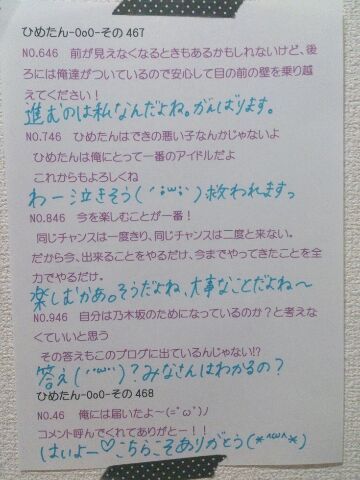 ひめたん-OoO-その467
NO.646　前が見えなくなるときもあるかもしれないけど、後
ろには俺達がついているので安心して目の前の壁を乗り越
えてください！
進むのは私なんだよね。がんばります。
NO.746　ひめたんはできの悪い子なんかじゃないよ
ひめたんは俺にとって一番のアイドルだよ
これからもよろしくね
わー泣きそう(´;ω;`)救われますっ
NO.846　今を楽しむことが一番！
同じチャンスは一度きり、同じチャンスは二度と来ない。
だから今、出来ることをやるだけ、今までやってきたことを全
力でやるだけ。
楽しむかあ。そうだよね、大事なことだよね〜
NO.946　自分は乃木坂のためになっているのか？と考えな
くていいと思う
その答えもこのブログに出ているんじゃない!?
答え(´･ω･`)?みなさんはわかるの？
ひめたん-OoO-その468
NO.46　俺には届いたよ〜(=ﾟωﾟ)ﾉ
コメント呼んでくれてありがとー！！
はいよー♡こちらこそありがとう(*^ω^*)